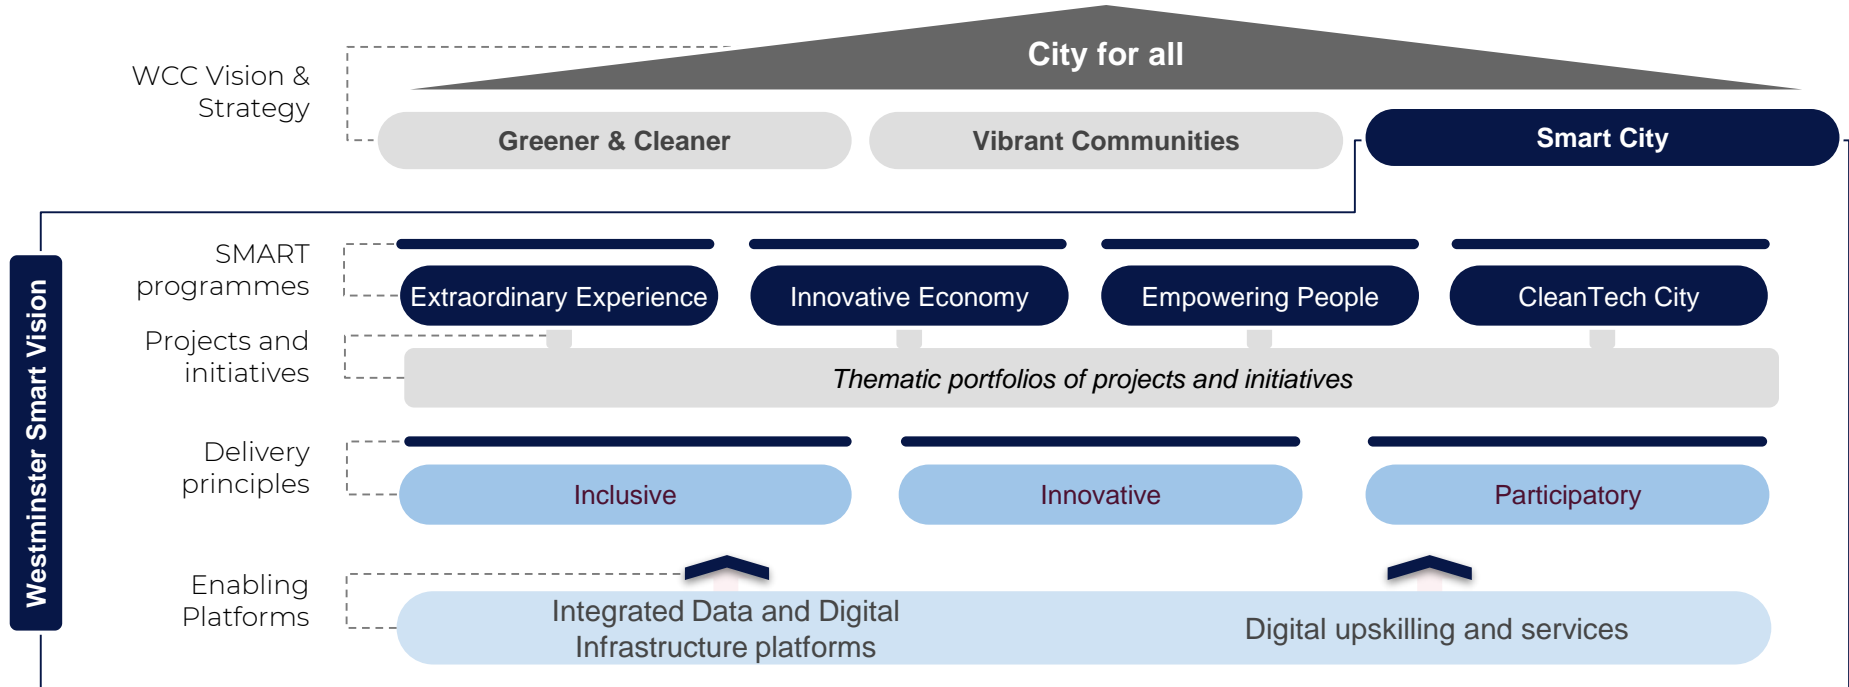 City for all
WCC Vision &
Strategy
Greener & Cleaner
Vibrant Communities
Smart City
Westminster Smart Vision
SMART
programmes
Extraordinary Experience
Innovative Economy
Empowering People
CleanTech City
Projects and
initiatives
Thematic portfolios of projects and initiatives
Delivery
principles
Inclusive
Innovative
Participatory
Enabling
Platforms
Integrated Data and Digital
Infrastructure platforms
Digital upskilling and services